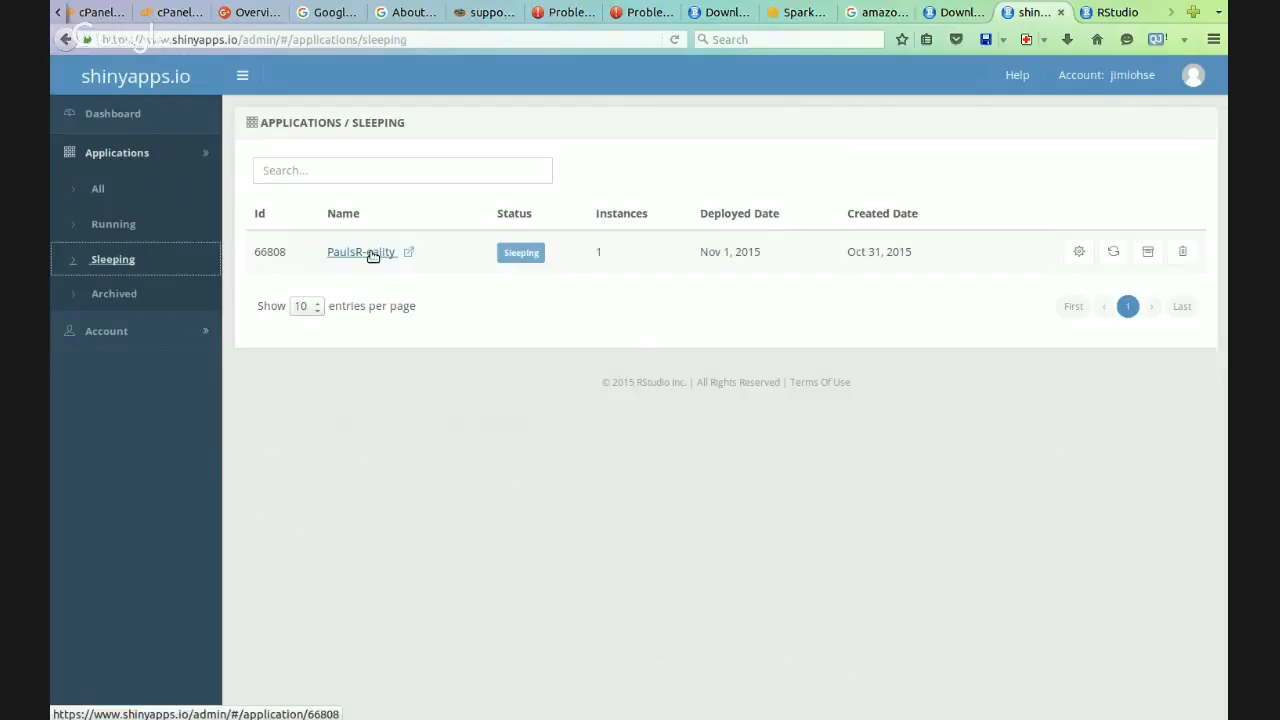 cPanel... cPanel... Overvi... Googl... About... suppo... Proble... Proble... Downl... Spark... amazo... Downl... shin... RStudio
Google
https://www.shinyapps.io/admin/#/applications/sleeping Search
shinyapps.io Help Account: jimlohse
Dashboard
Applications
All
Running
Sleeping
Archived
Account
APPLICATIONS / SLEEPING
Search...
Id Name Status Instances Deployed Date Created Date
66808 PaulsR-eality Sleeping 1 Nov 1, 2015 Oct 31, 2015
Show 10 entries per page First ‹ 1 › Last
© 2015 RStudio Inc. | All Rights Reserved | Terms Of Use
https://www.shinyapps.io/admin/#/application/66808